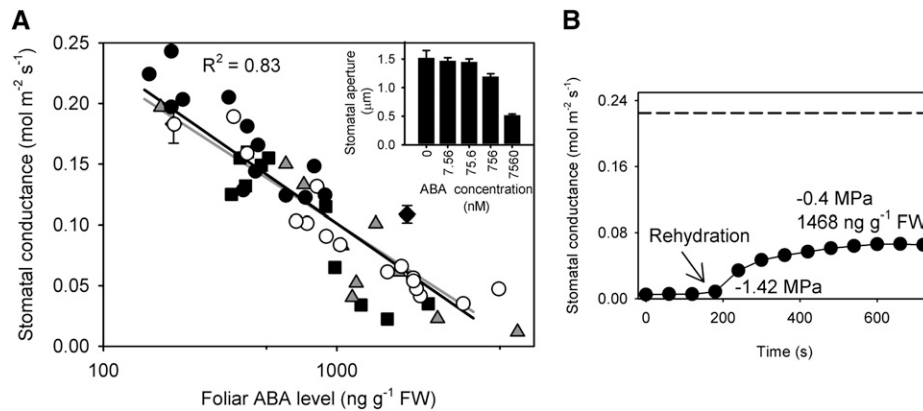 A
Stomatal conductance (mol m⁻² s⁻¹)
0.25
0.20
0.15
0.10
0.05
0.00
100
1000
Foliar ABA level (ng g⁻¹ FW)
R² = 0.83
Stomatal aperture
(μm)
1.5
1.0
0.5
0.0
0
7.56
75.6
756
7560
ABA concentration
(nM)
B
Stomatal conductance (mol m⁻² s⁻¹)
0.24
0.16
0.08
0.00
0
200
400
600
Time (s)
-0.4 MPa
1468 ng g⁻¹ FW
Rehydration
-1.42 MPa